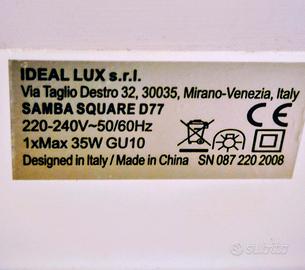 IDEAL LUX s.r.l.
Via Taglio Destro 32, 30035, Mirano-Venezia, Italy
SAMBA SQUARE D77
220-240V~50/60Hz
1xMax 35W GU10
Designed in Italy / Made in China SN 087 220 2008
CE
subito